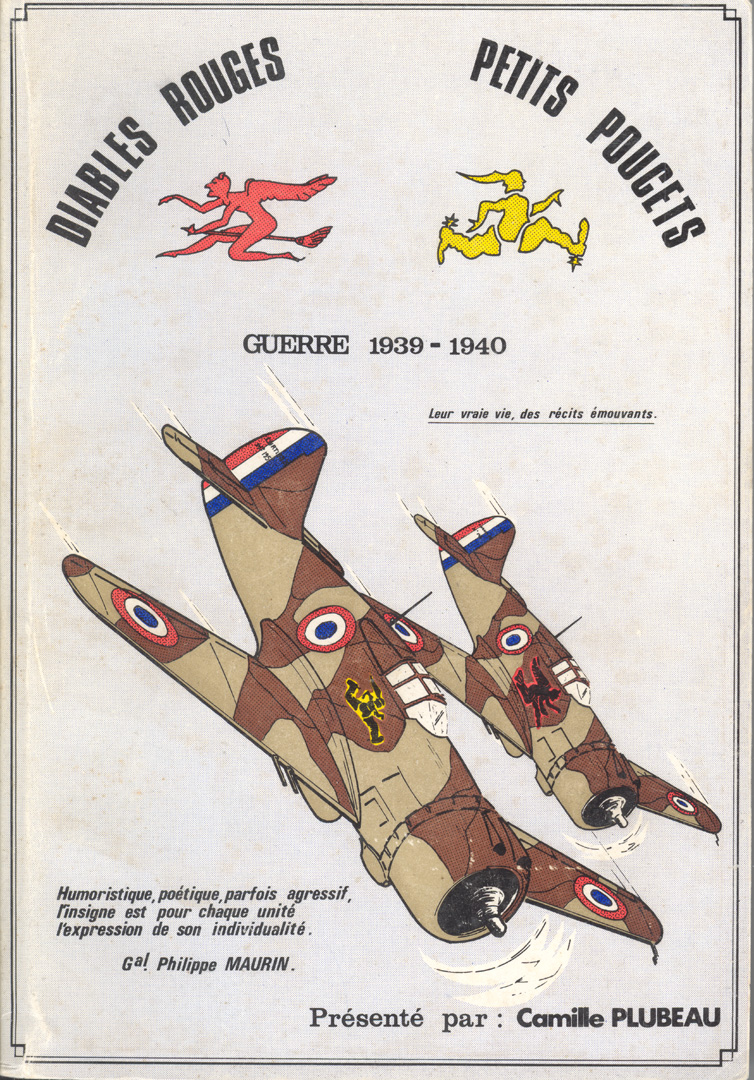 DIABLES ROUGES
PETITS POUCETS
GUERRE 1939 - 1940
Leur vraie vie, des récits émouvants.
Humoristique, poétique, parfois agressif,
l'insigne est pour chaque unité
l'expression de son individualité.
Gal Philippe MAURIN.
Présenté par : Camille PLUBEAU